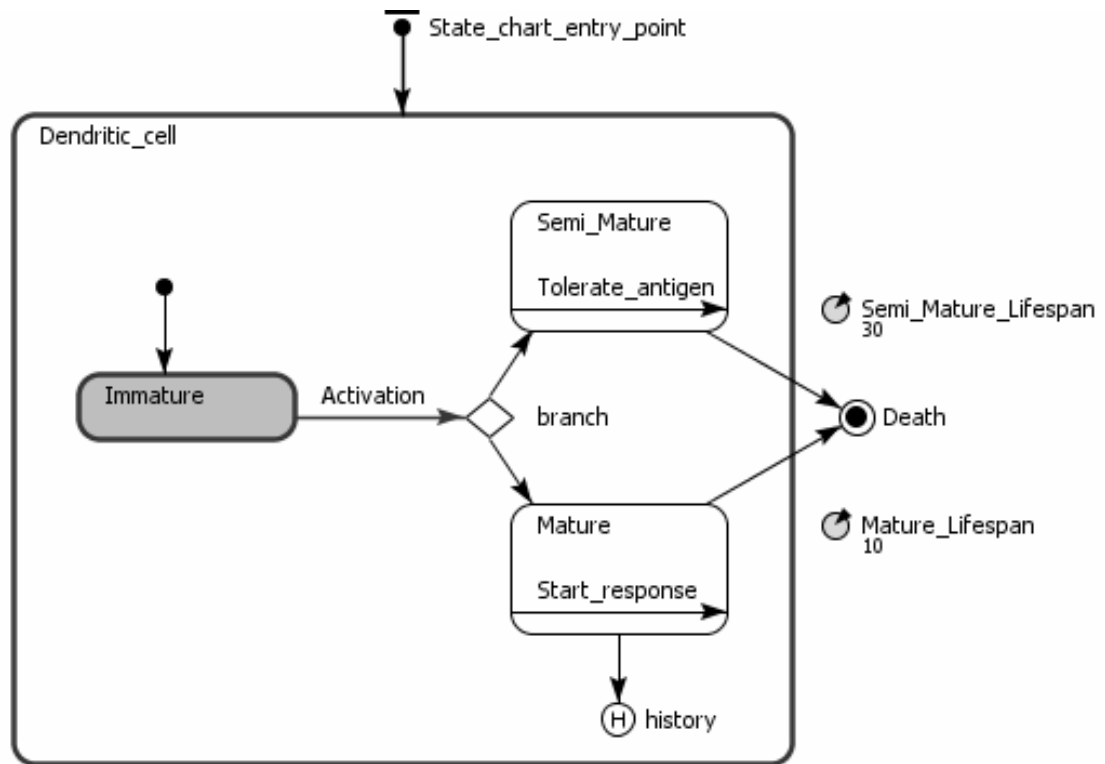 State_chart_entry_point
Dendritic_cell
Semi_Mature
Tolerate_antigen
Semi_Mature_Lifespan
30
Immature
Activation
branch
Death
Mature
Mature_Lifespan
10
Start_response
H history